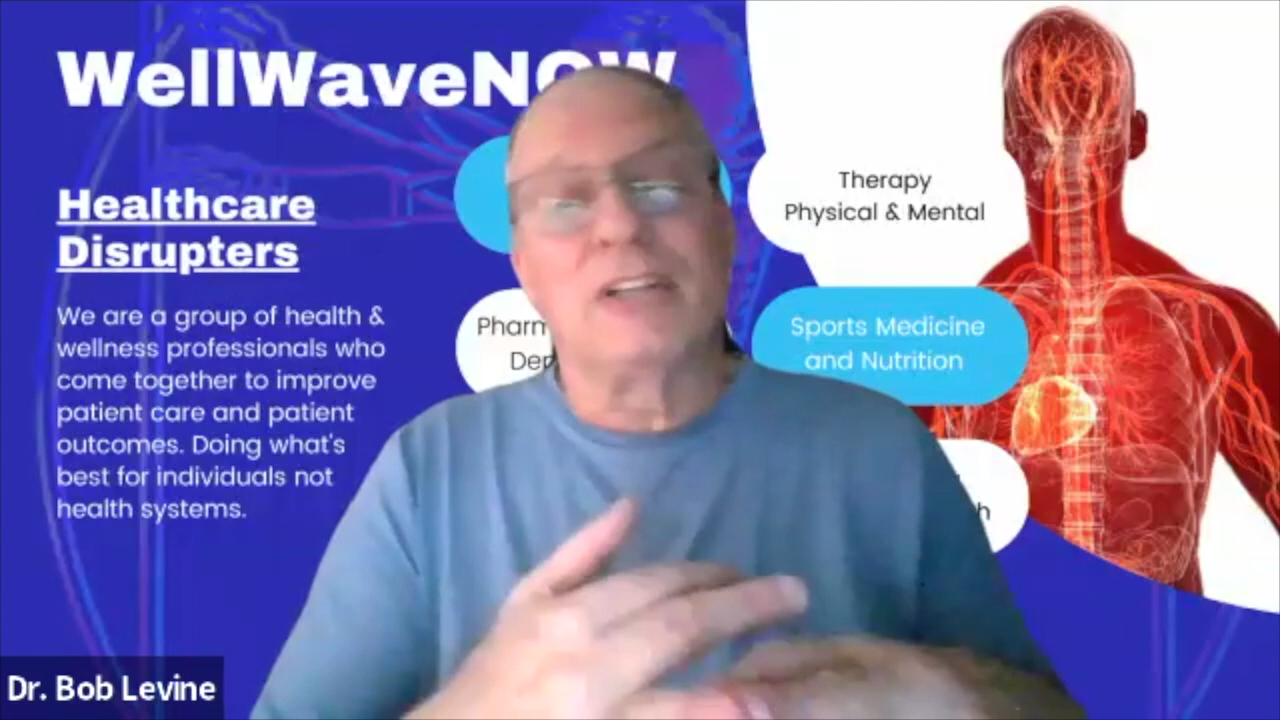 WellWaveNOW
Healthcare
Disrupters
We are a group of health &
wellness professionals who
come together to improve
patient care and patient
outcomes. Doing what's
best for individuals not
health systems.
Therapy
Physical & Mental
Sports Medicine
and Nutrition
Dr. Bob Levine